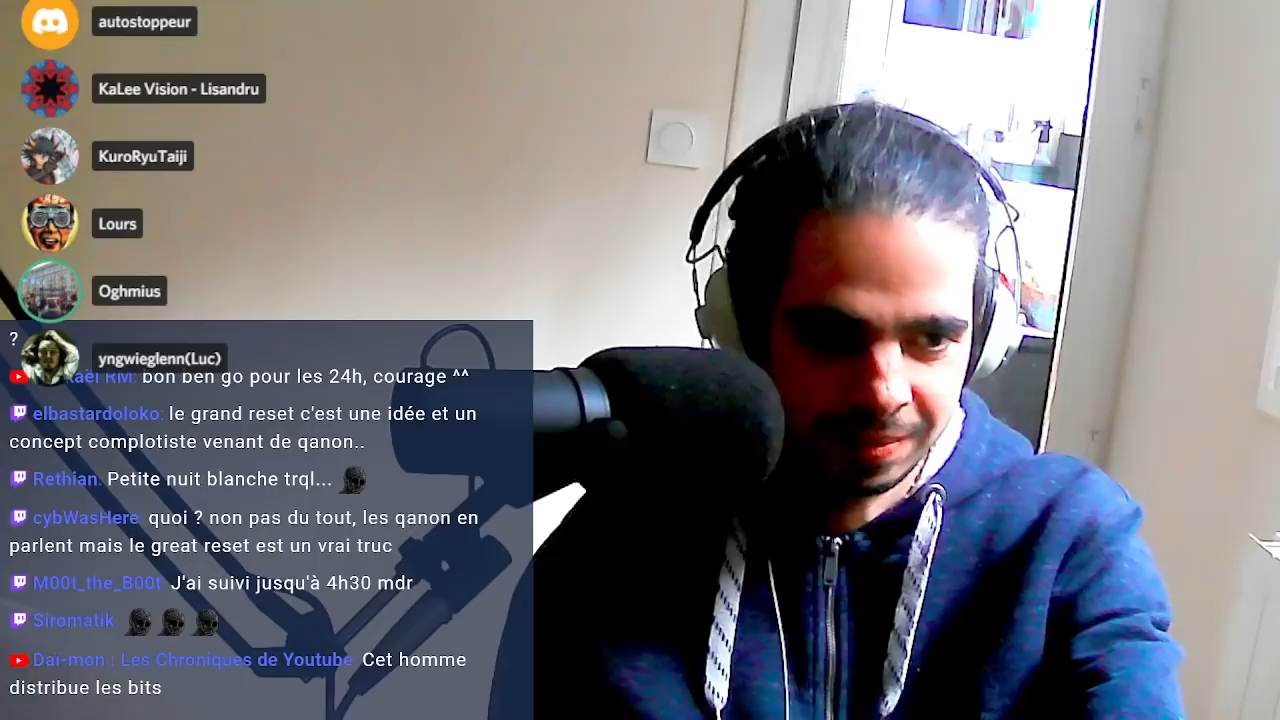 autostoppeur
KaLee Vision - Lisandru
KuroRyuTaiji
Lours
Oghmius
?
yngwieglenn(Luc)
RM: bon ben go pour les 24h, courage ^^
elbastardoloko: le grand reset c'est une idée et un
concept complotiste venant de qanon..
Rethian: Petite nuit blanche trql...
cybWasHere: quoi ? non pas du tout, les qanon en
parlent mais le great reset est un vrai truc
M00t_the_B00t: J'ai suivi jusqu'à 4h30 mdr
Siromatik:
Dai-mon : Les Chroniques de Youtube: Cet homme
distribue les bits